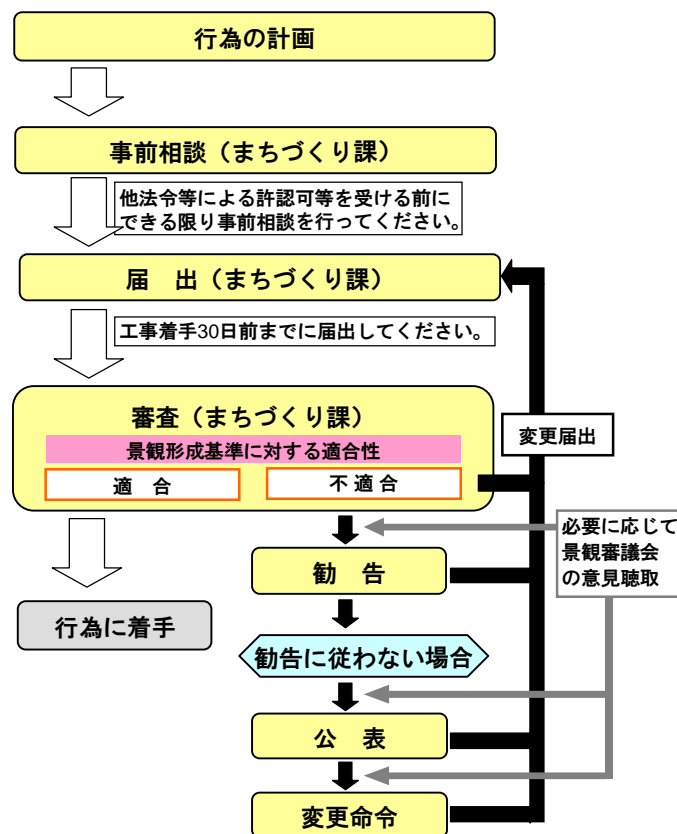 行為の計画
事前相談（まちづくり課）
他法令等による許認可等を受ける前に
できる限り事前相談を行ってください。
届　出（まちづくり課）
工事着手30日前までに届出してください。
審査（まちづくり課）
景観形成基準に対する適合性
適　合
不 適 合
変更届出
必要に応じて
景観審議会
の意見聴取
勧　告
行為に着手
勧告に従わない場合
公　表
変更命令